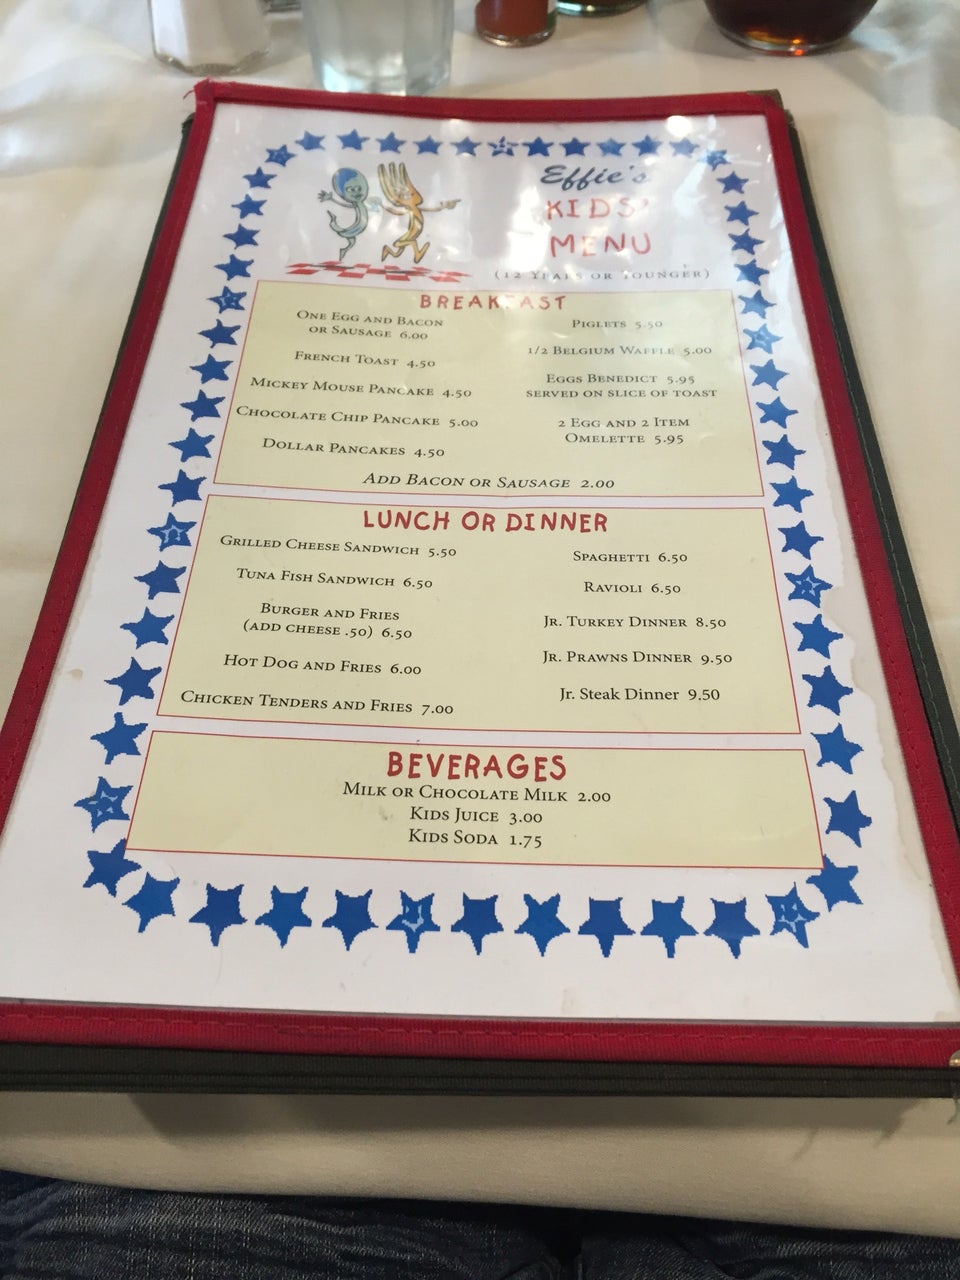 Effie's
KIDS'
MENU
(12 YEARS OR YOUNGER)
BREAKFAST
ONE EGG AND BACON
OR SAUSAGE 6.00
FRENCH TOAST 4.50
MICKEY MOUSE PANCAKE 4.50
CHOCOLATE CHIP PANCAKE 5.00
DOLLAR PANCAKES 4.50
PIGLETS 5.50
1/2 BELGIUM WAFFLE 5.00
EGGS BENEDICT 5.95
SERVED ON SLICE OF TOAST
2 EGG AND 2 ITEM
OMELETTE 5.95
ADD BACON OR SAUSAGE 2.00
LUNCH OR DINNER
GRILLED CHEESE SANDWICH 5.50
TUNA FISH SANDWICH 6.50
BURGER AND FRIES
(ADD CHEESE .50) 6.50
HOT DOG AND FRIES 6.00
CHICKEN TENDERS AND FRIES 7.00
SPAGHETTI 6.50
RAVIOLI 6.50
JR. TURKEY DINNER 8.50
JR. PRAWNS DINNER 9.50
Jr. Steak Dinner 9.50
BEVERAGES
MILK OR CHOCOLATE MILK 2.00
KIDS JUICE 3.00
KIDS SODA 1.75